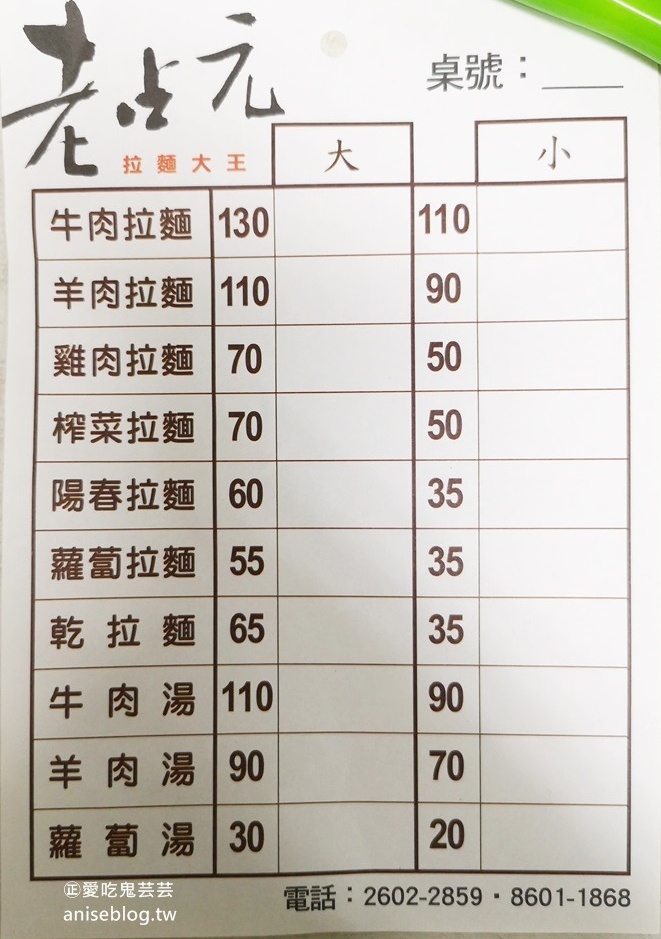 老占元
桌號：____
拉麵大王
大 小
牛肉拉麵 130 110
羊肉拉麵 110 90
雞肉拉麵 70 50
榨菜拉麵 70 50
陽春拉麵 60 35
蘿蔔拉麵 55 35
乾拉麵 65 35
牛肉湯 110 90
羊肉湯 90 70
蘿蔔湯 30 20
電話：2602-2859・8601-1868
㊣愛吃鬼芸芸
aniseblog.tw